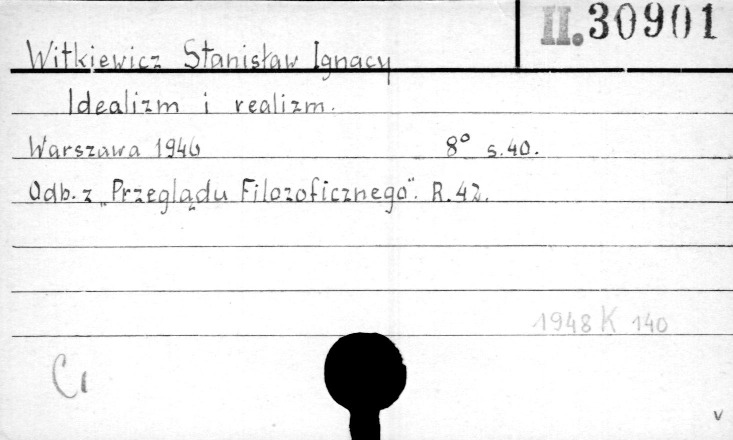 II. 30901
Witkiewicz Stanisław Ignacy
Idealizm i realizm.
Warszawa 1946 8° s.40.
Odb. z „Przeglądu Filozoficznego". R.42.
1948 K 140
v